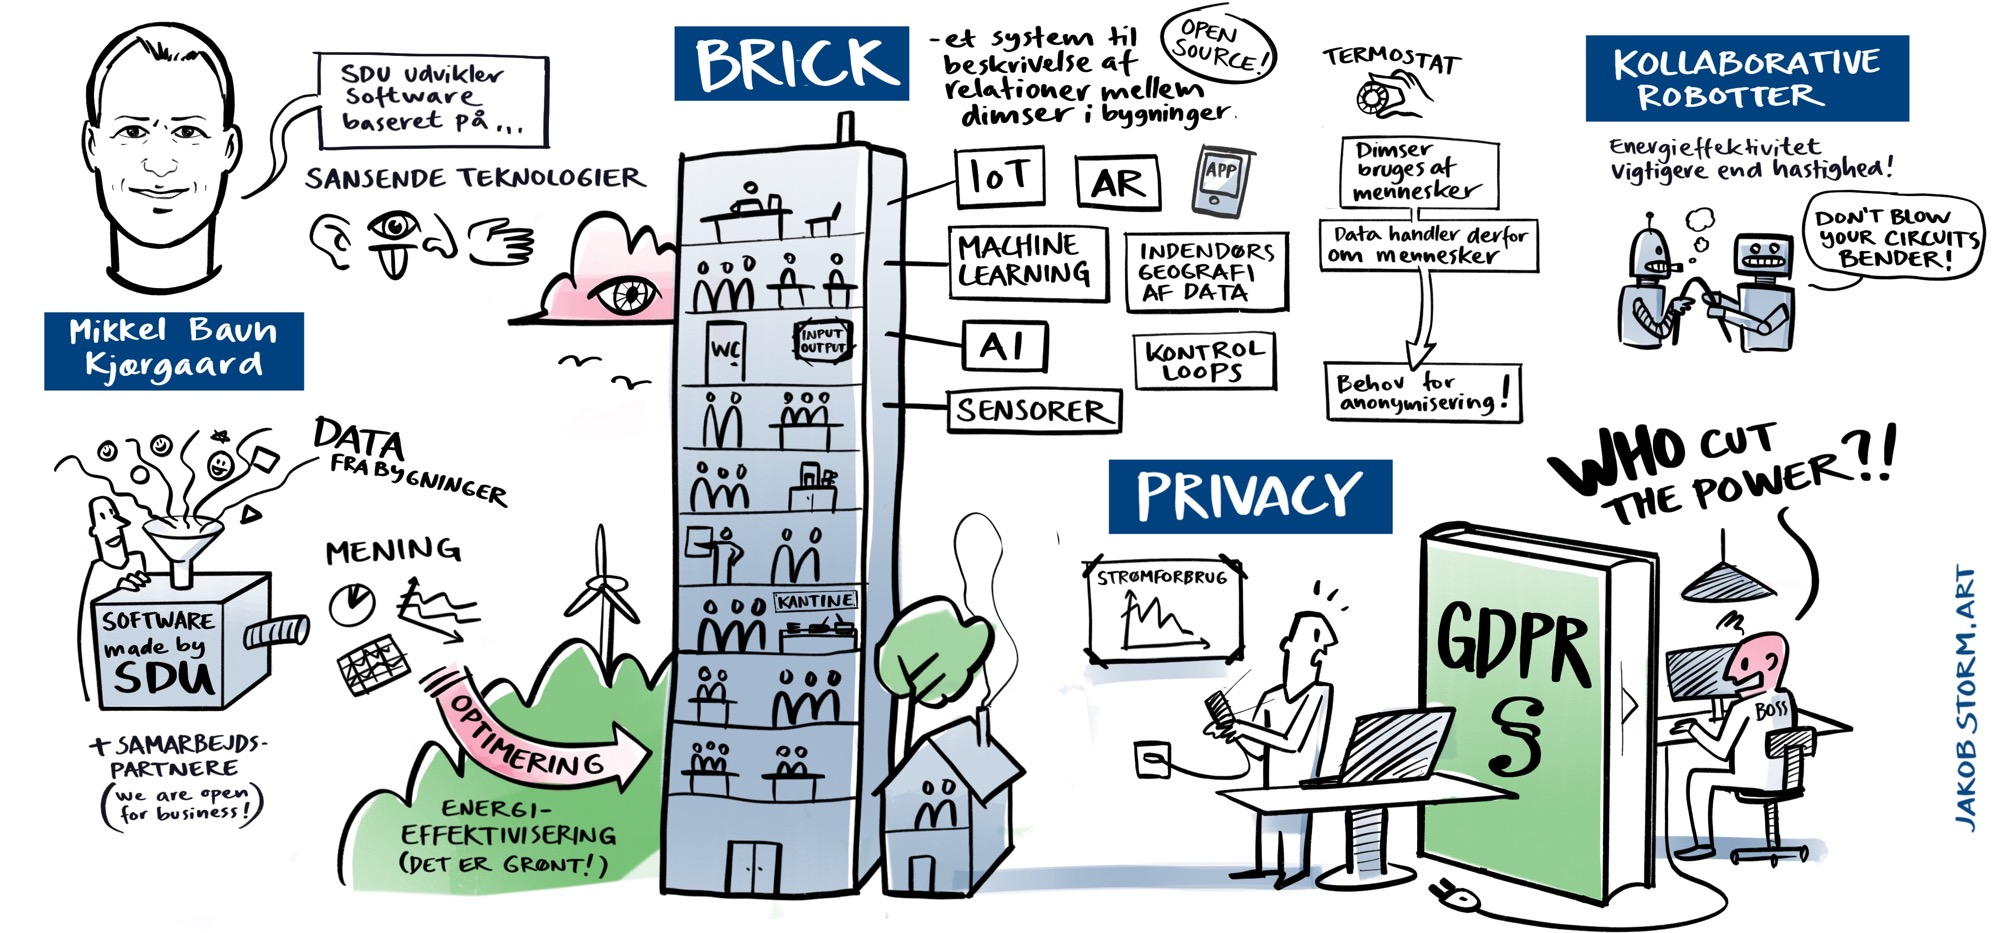 Mikkel Baun
Kjærgaard
SDU udvikler
Software
baseret på...
SANSENDE TEKNOLOGIER
DATA
FRA BYGNINGER
SOFTWARE
made by
SDU
+ SAMARBEJDS-
PARTNERE
(we are open
for business!)
MENING
OPTIMERING
ENERGI-
EFFEKTIVISERING
(DET ER GRØNT!)
BRICK
- et system til
beskrivelse af
relationer mellem
dimser i bygninger.
OPEN
SOURCE!
WC
INPUT
OUTPUT
KANTINE
IoT
AR
APP
MACHINE
LEARNING
INDENDØRS
GEOGRAFI
AF DATA
AI
KONTROL
LOOPS
SENSORER
TERMOSTAT
Dimser
bruges af
mennesker
Data handler derfor
om mennesker
Behov for
anonymisering!
KOLLABORATIVE
ROBOTTER
Energieffektivitet
vigtigere end hastighed!
DON'T BLOW
YOUR CIRCUITS
BENDER!
PRIVACY
STRØMFORBRUG
GDPR
§
WHO CUT
THE POWER?!
BOSS
JAKOB STORM.ART